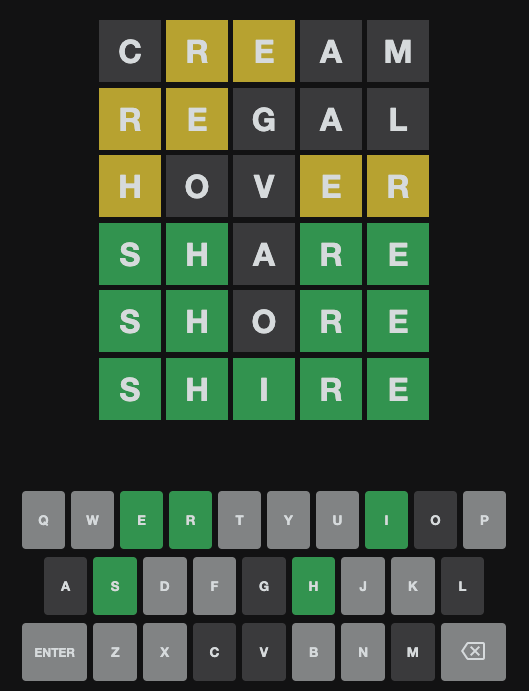 C R E A M
R E G A L
H O V E R
S H A R E
S H O R E
S H I R E
Q W E R T Y U I O P
A S D F G H J K L
ENTER Z X C V B N M